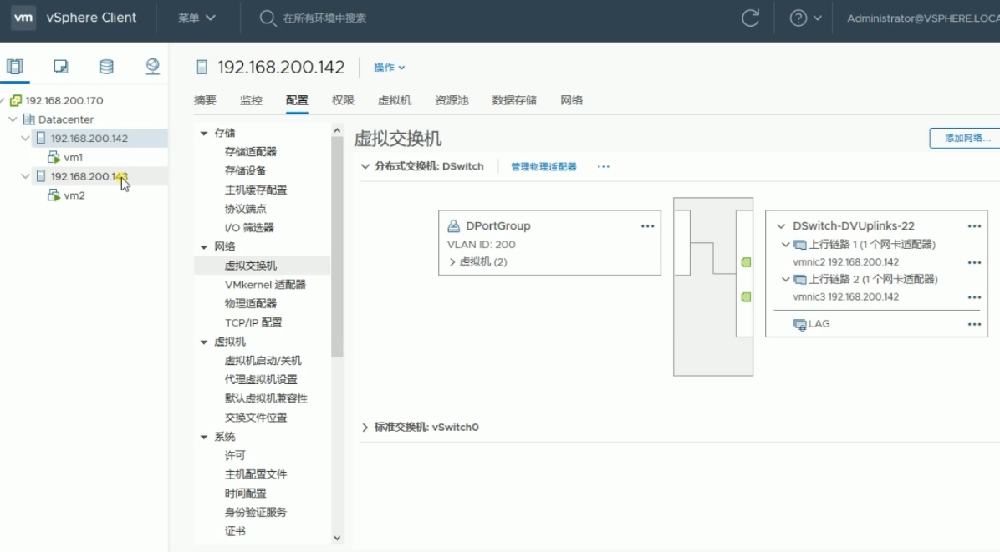 vm vSphere Client 菜单 在所有环境中搜索 Administrator@VSPHERE.LOCA
192.168.200.170
Datacenter
192.168.200.142
vm1
192.168.200.143
vm2
192.168.200.142 操作
摘要 监控 配置 权限 虚拟机 资源池 数据存储 网络
存储
存储适配器
存储设备
主机缓存配置
协议端点
I/O 筛选器
网络
虚拟交换机
VMkernel 适配器
物理适配器
TCP/IP 配置
虚拟机
虚拟机启动/关机
代理虚拟机设置
默认虚拟机兼容性
交换文件位置
系统
许可
主机配置文件
时间配置
身份验证服务
证书
虚拟交换机 添加网络...
分布式交换机: DSwitch 管理物理适配器 ...
DPortGroup ...
VLAN ID: 200
虚拟机 (2)
DSwitch-DVUplinks-22 ...
上行链路 1 (1 个网卡适配器)
vmnic2 192.168.200.142 ...
上行链路 2 (1 个网卡适配器)
vmnic3 192.168.200.142 ...
LAG ...
标准交换机: vSwitch0